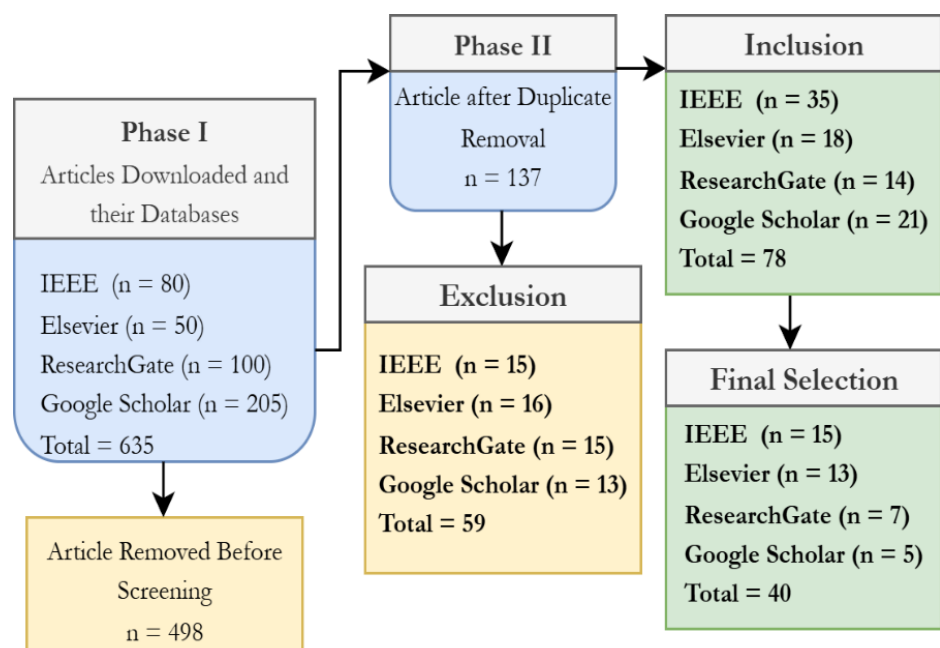 Phase I
Articles Downloaded and
their Databases
IEEE (n = 80)
Elsevier (n = 50)
ResearchGate (n = 100)
Google Scholar (n = 205)
Total = 635
Article Removed Before
Screening
n = 498
Phase II
Article after Duplicate
Removal
n = 137
Exclusion
IEEE (n = 15)
Elsevier (n = 16)
ResearchGate (n = 15)
Google Scholar (n = 13)
Total = 59
Inclusion
IEEE (n = 35)
Elsevier (n = 18)
ResearchGate (n = 14)
Google Scholar (n = 21)
Total = 78
Final Selection
IEEE (n = 15)
Elsevier (n = 13)
ResearchGate (n = 7)
Google Scholar (n = 5)
Total = 40